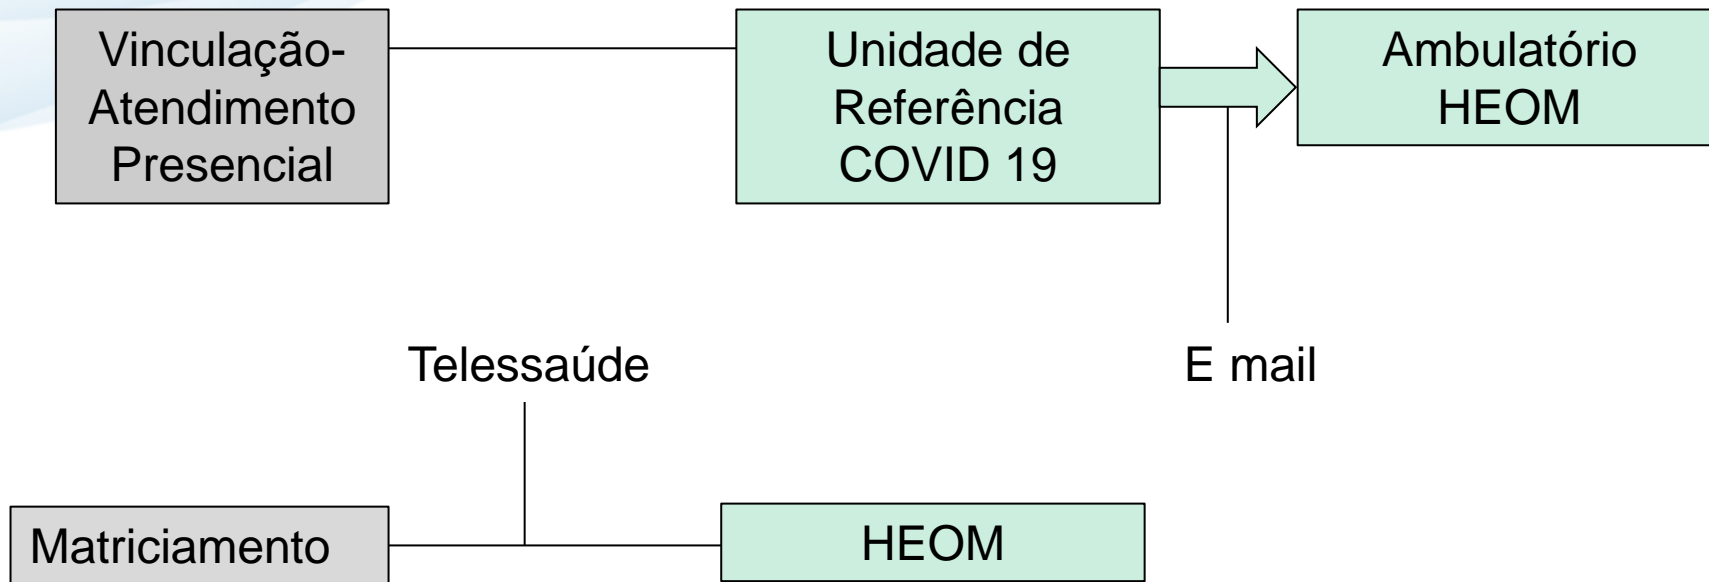 Vinculação-
Atendimento
Presencial
Unidade de
Referência
COVID 19
Ambulatório
HEOM
Telessaúde
E mail
Matriciamento
HEOM